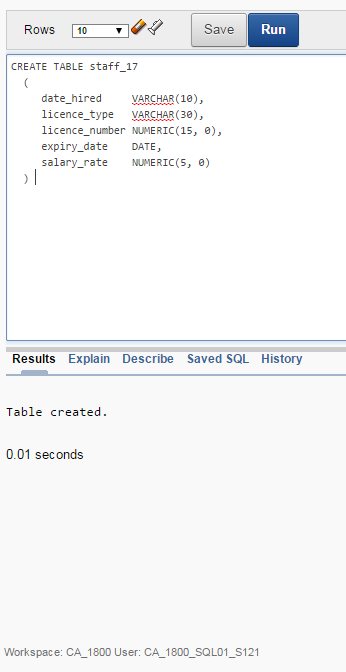 Rows 10 Save Run
CREATE TABLE staff_17
(
date_hired VARCHAR(10),
licence_type VARCHAR(30),
licence_number NUMERIC(15, 0),
expiry_date DATE,
salary_rate NUMERIC(5, 0)
)
Results Explain Describe Saved SQL History
Table created.
0.01 seconds
Workspace: CA_1800 User: CA_1800_SQL01_S121